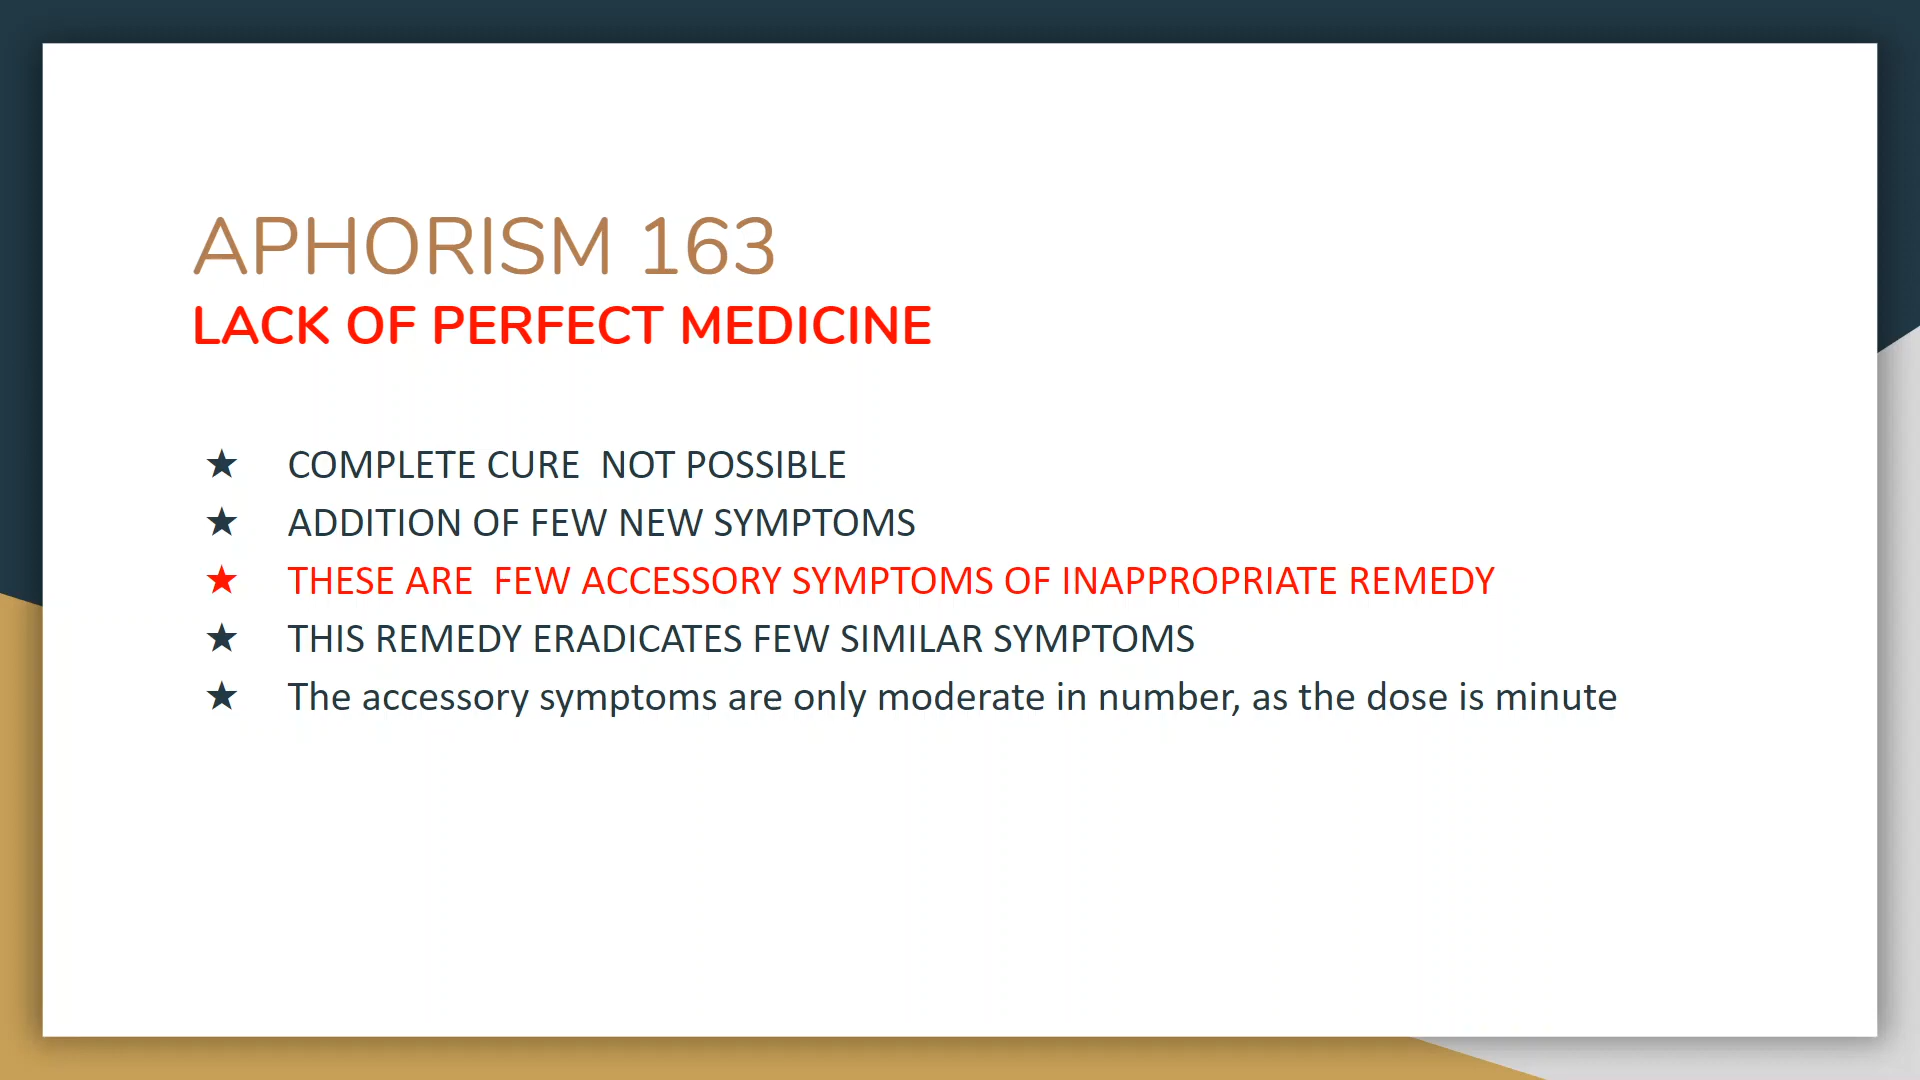 APHORISM 163
LACK OF PERFECT MEDICINE
★ COMPLETE CURE  NOT POSSIBLE
★ ADDITION OF FEW NEW SYMPTOMS
★ THESE ARE  FEW ACCESSORY SYMPTOMS OF INAPPROPRIATE REMEDY
★ THIS REMEDY ERADICATES FEW SIMILAR SYMPTOMS
★ The accessory symptoms are only moderate in number, as the dose is minute